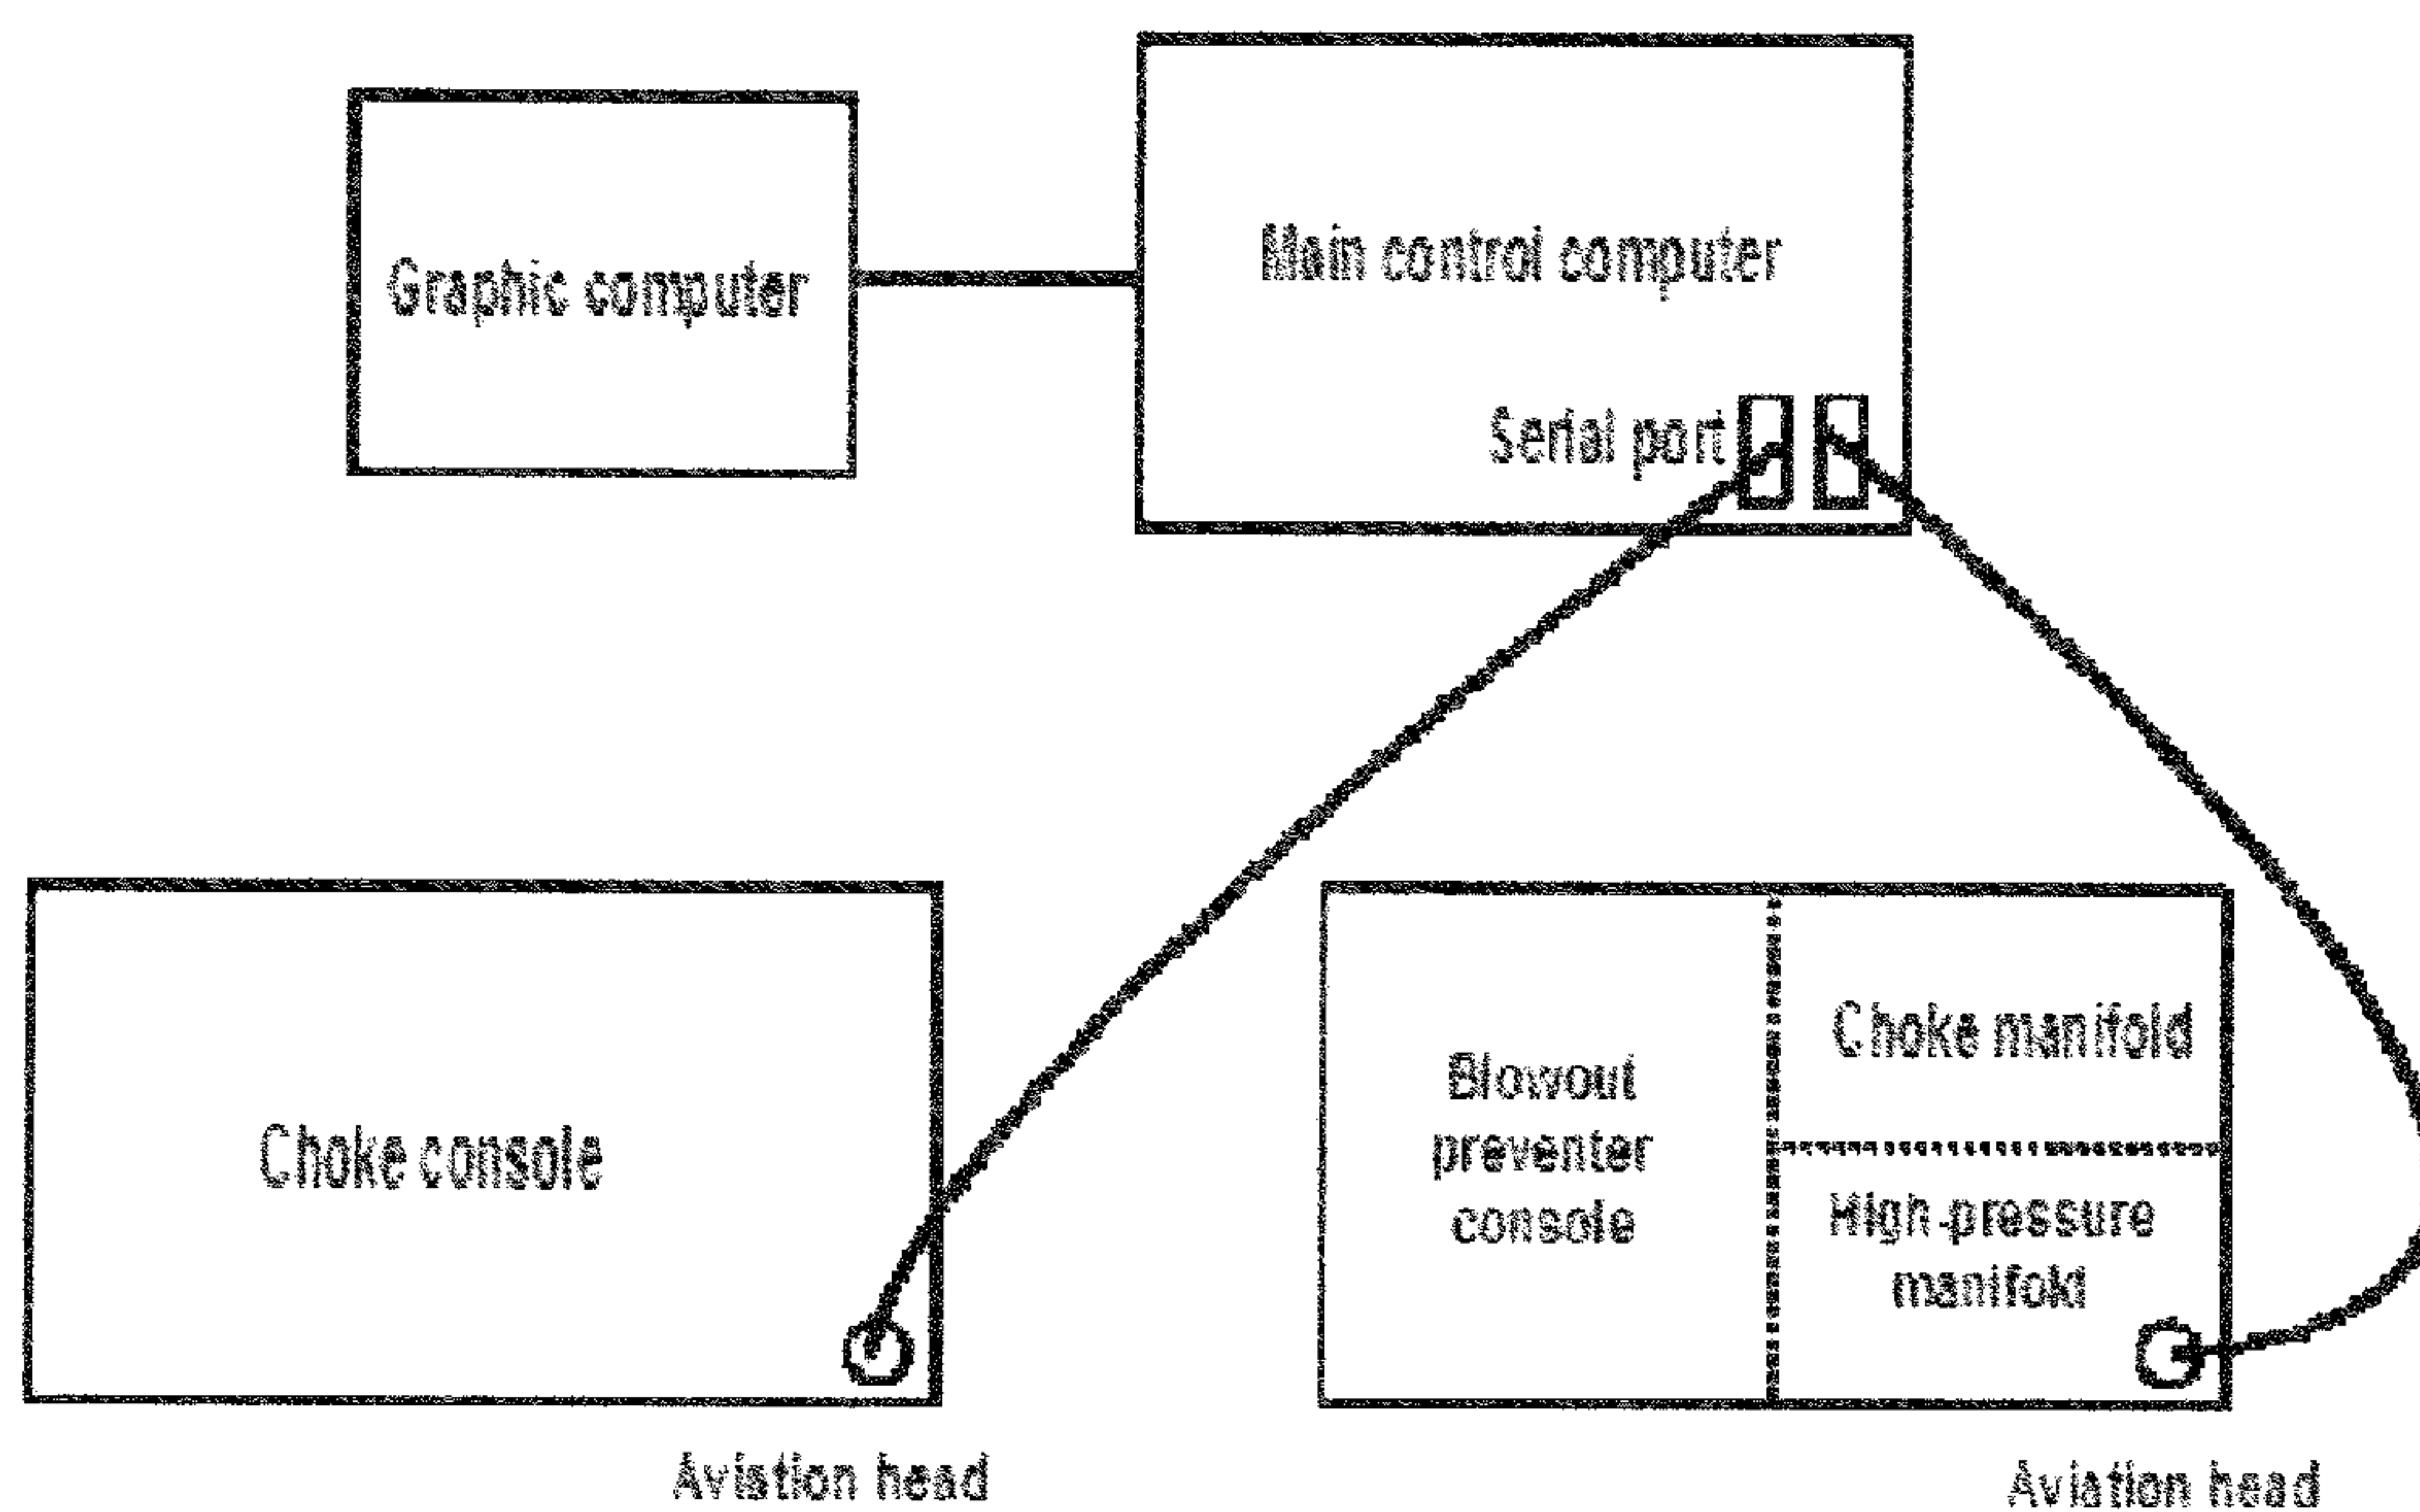 Graphic computer
Main control computer
Serial port
Choke console
Blowout
preventer
console
Choke manifold
High-pressure
manifold
Aviation head
Aviation head